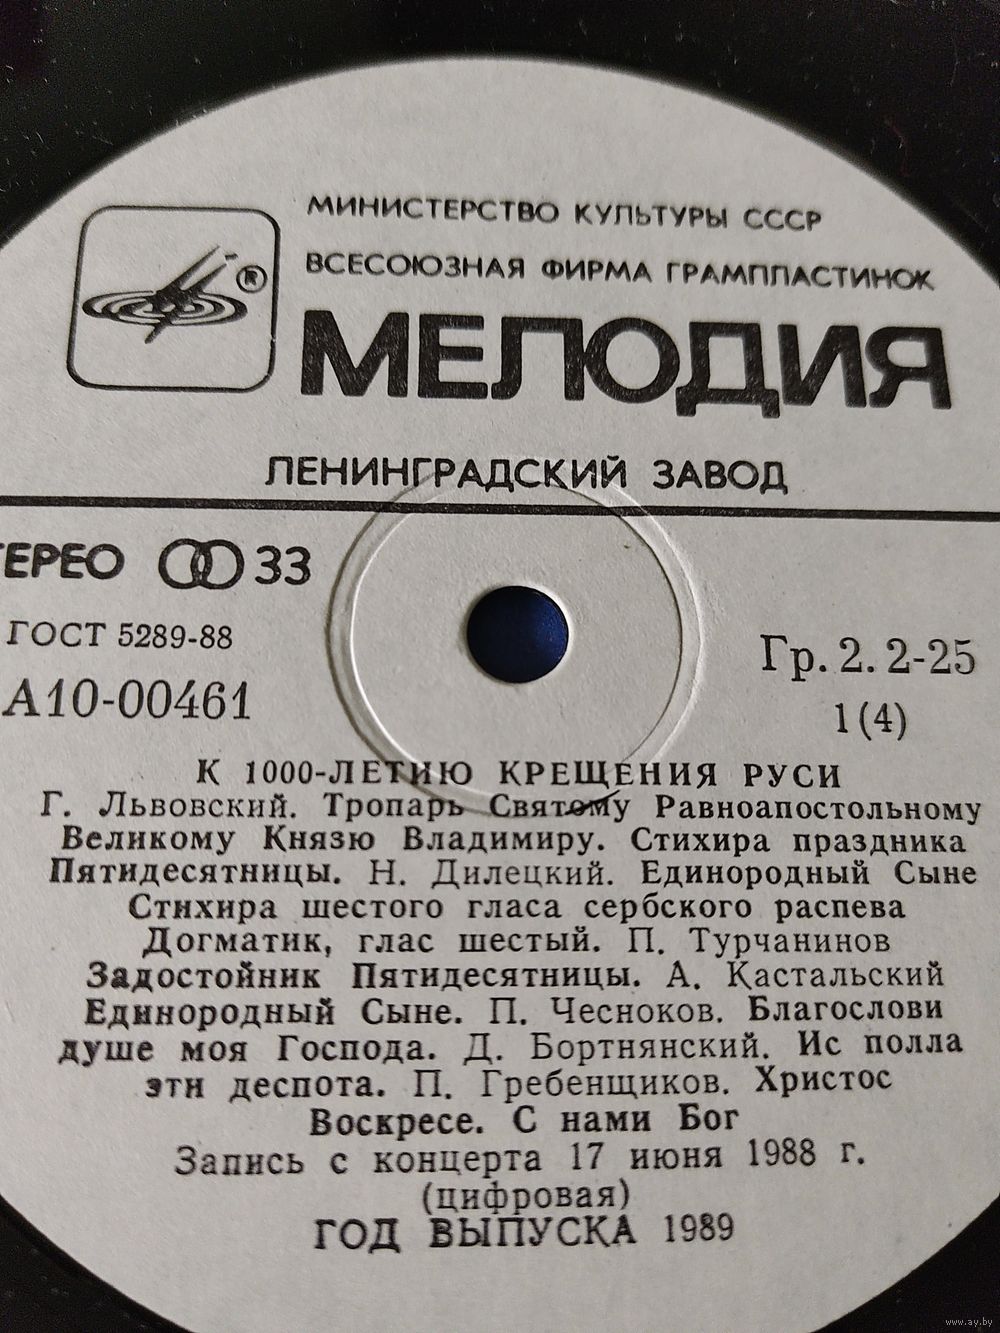 МИНИСТЕРСТВО КУЛЬТУРЫ СССР
ВСЕСОЮЗНАЯ ФИРМА ГРАМПЛАСТИНОК
®
МЕЛОДИЯ
ЛЕНИНГРАДСКИЙ ЗАВОД
ТЕРЕО 33
ГОСТ 5289-88
Гр. 2. 2-25
А10-00461
1(4)
К 1000-ЛЕТИЮ КРЕЩЕНИЯ РУСИ
Г. Львовский. Тропарь Святому Равноапостольному
Великому Князю Владимиру. Стихира праздника
Пятидесятницы. Н. Дилецкий. Единородный Сыне
Стихира шестого гласа сербского распева
Догматик, глас шестый. П. Турчанинов
Задостойник Пятидесятницы. А. Кастальский
Единородный Сыне. П. Чесноков. Благослови
душе моя Господа. Д. Бортнянский. Ис полла
эти деспота. П. Гребенщиков. Христос
Воскресе. С нами Бог
Запись с концерта 17 июня 1988 г.
(цифровая)
ГОД ВЫПУСКА 1989
www.ay.by